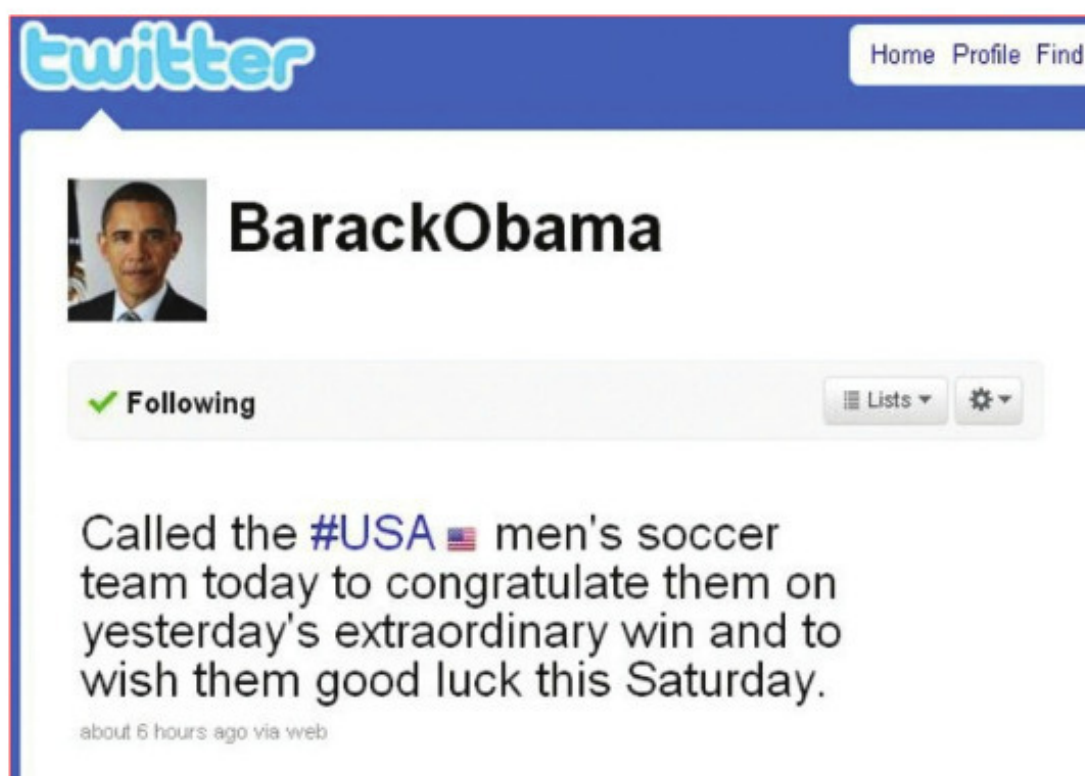 twitter
Home Profile Find
BarackObama
Following
Lists
Called the #USA men's soccer
team today to congratulate them on
yesterday's extraordinary win and to
wish them good luck this Saturday.
about 6 hours ago via web